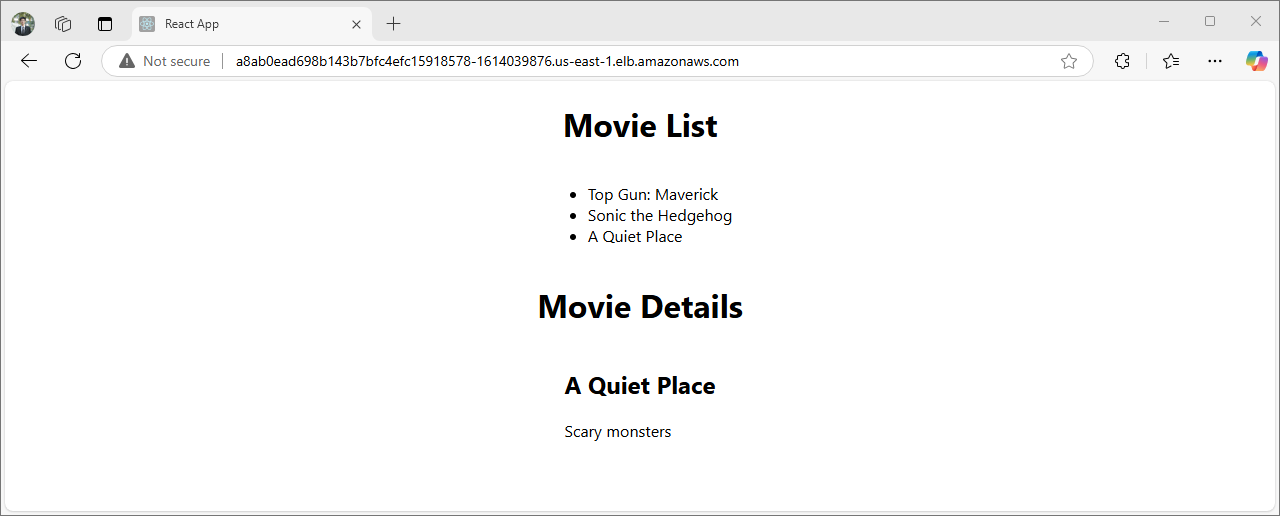 React App
Not secure a8ab0ead698b143b7bfc4efc15918578-1614039876.us-east-1.elb.amazonaws.com
Movie List
Top Gun: Maverick
Sonic the Hedgehog
A Quiet Place
Movie Details
A Quiet Place
Scary monsters